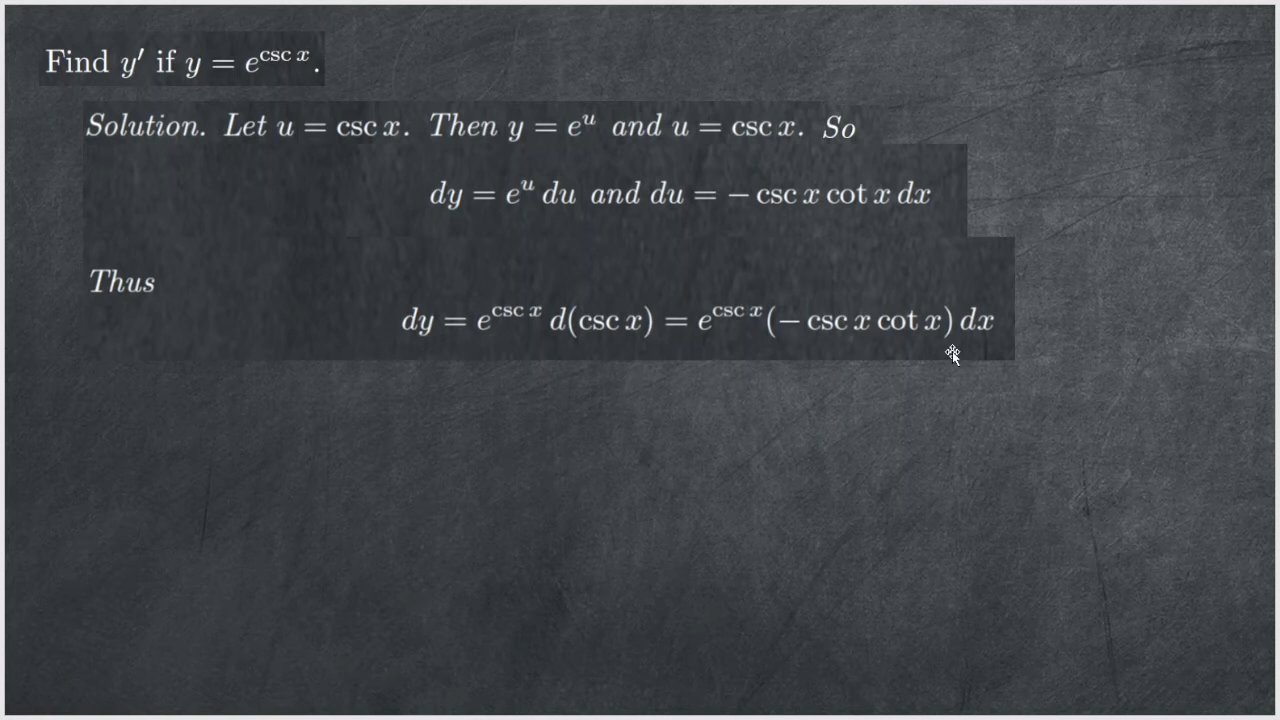 Find y′ if y = e^{csc x}.
Solution. Let u = csc x. Then y = e^u and u = csc x. So
dy = e^u du and du = − csc x cot x dx
Thus
dy = e^{csc x} d(csc x) = e^{csc x}(− csc x cot x) dx